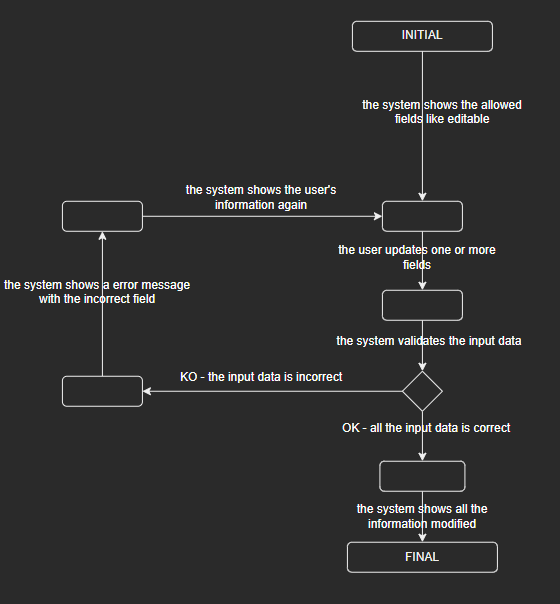 INITIAL
the system shows the allowed
fields like editable
the system shows the user's
information again
the user updates one or more
fields
the system shows a error message
with the incorrect field
the system validates the input data
KO - the input data is incorrect
OK - all the input data is correct
the system shows all the
information modified
FINAL